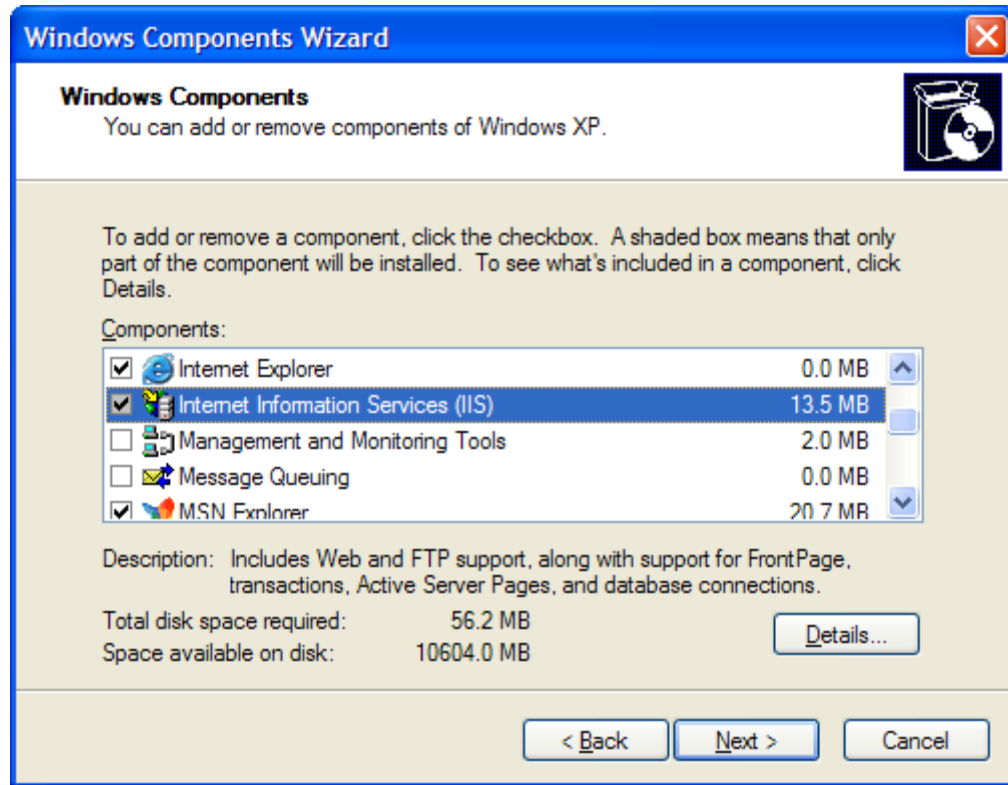 Windows Components Wizard
Windows Components
You can add or remove components of Windows XP.
To add or remove a component, click the checkbox. A shaded box means that only
part of the component will be installed. To see what's included in a component, click
Details.
Components:
Internet Explorer 0.0 MB
Internet Information Services (IIS) 13.5 MB
Management and Monitoring Tools 2.0 MB
Message Queuing 0.0 MB
MSN Explorer 20.7 MB
Description: Includes Web and FTP support, along with support for FrontPage,
transactions, Active Server Pages, and database connections.
Total disk space required: 56.2 MB
Space available on disk: 10604.0 MB
Details...
< Back Next > Cancel